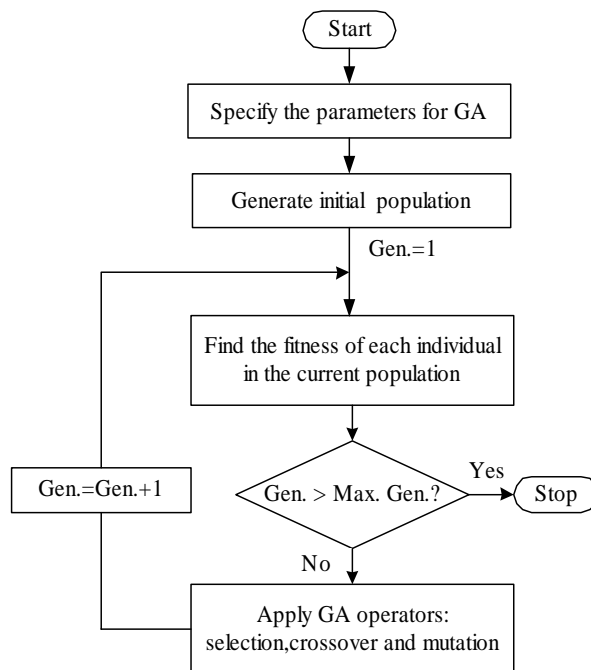 Start
Specify the parameters for GA
Generate initial population
Gen.=1
Find the fitness of each individual
in the current population
Gen.=Gen.+1
Gen. > Max. Gen.?
Yes
Stop
No
Apply GA operators:
selection,crossover and mutation